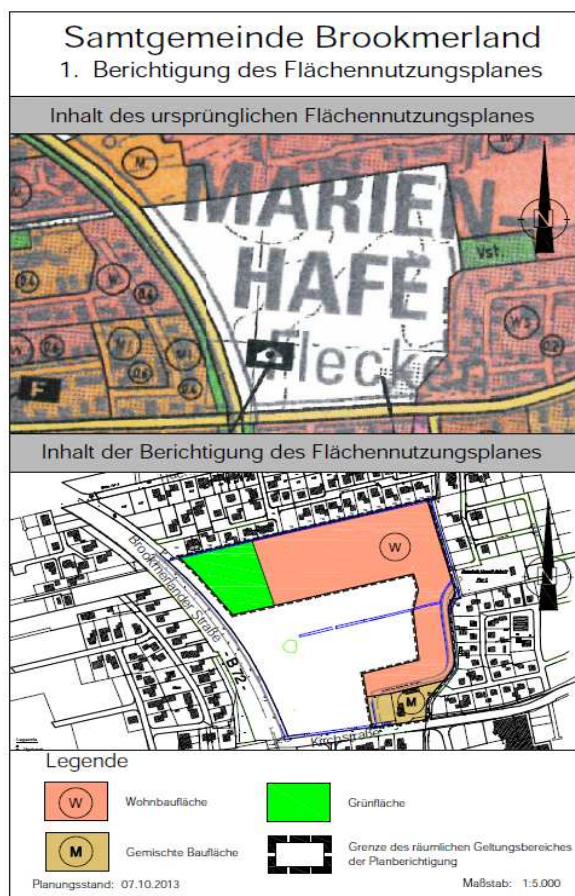 Samtgemeinde Brookmerland
1. Berichtigung des Flächennutzungsplanes
Inhalt des ursprünglichen Flächennutzungsplanes
MARIEN-
HAFE
Flecken
N
Vst.
F
Inhalt der Berichtigung des Flächennutzungsplanes
Brookmerlander Straße
- B 72 -
W
M
Kirchstraße
Legende
W Wohnbaufläche
Grünfläche
M Gemischte Baufläche
Grenze des räumlichen Geltungsbereiches
der Planberichtigung
Planungsstand: 07.10.2013
Maßstab: 1:5.000